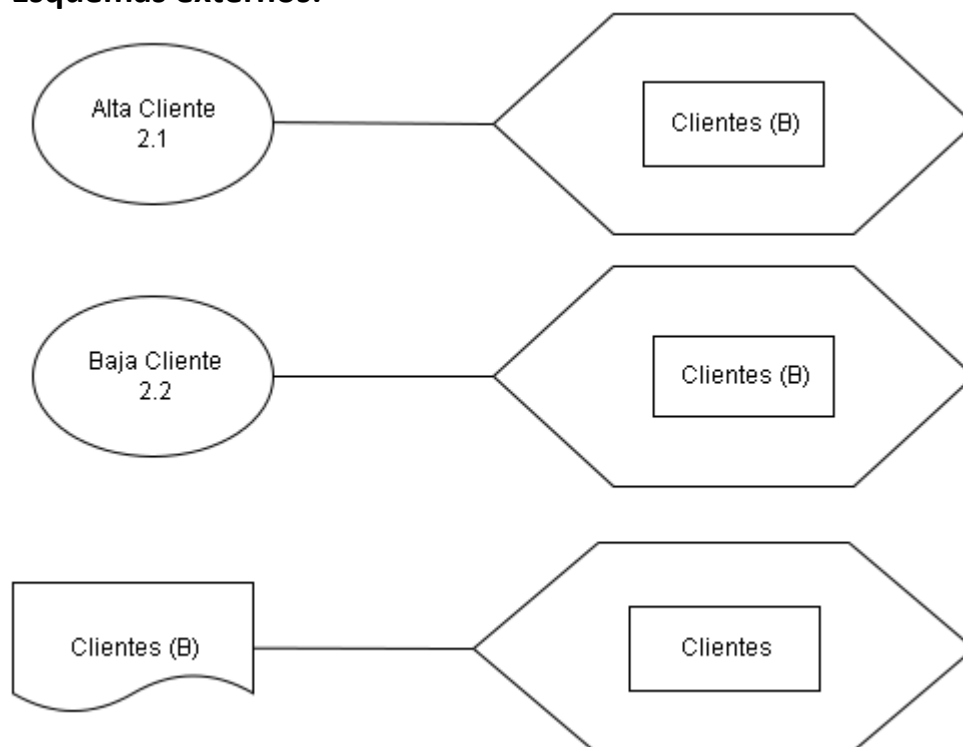 Esquemas externos:
Alta Cliente
2.1
Clientes (B)
Baja Cliente
2.2
Clientes (B)
Clientes (B)
Clientes